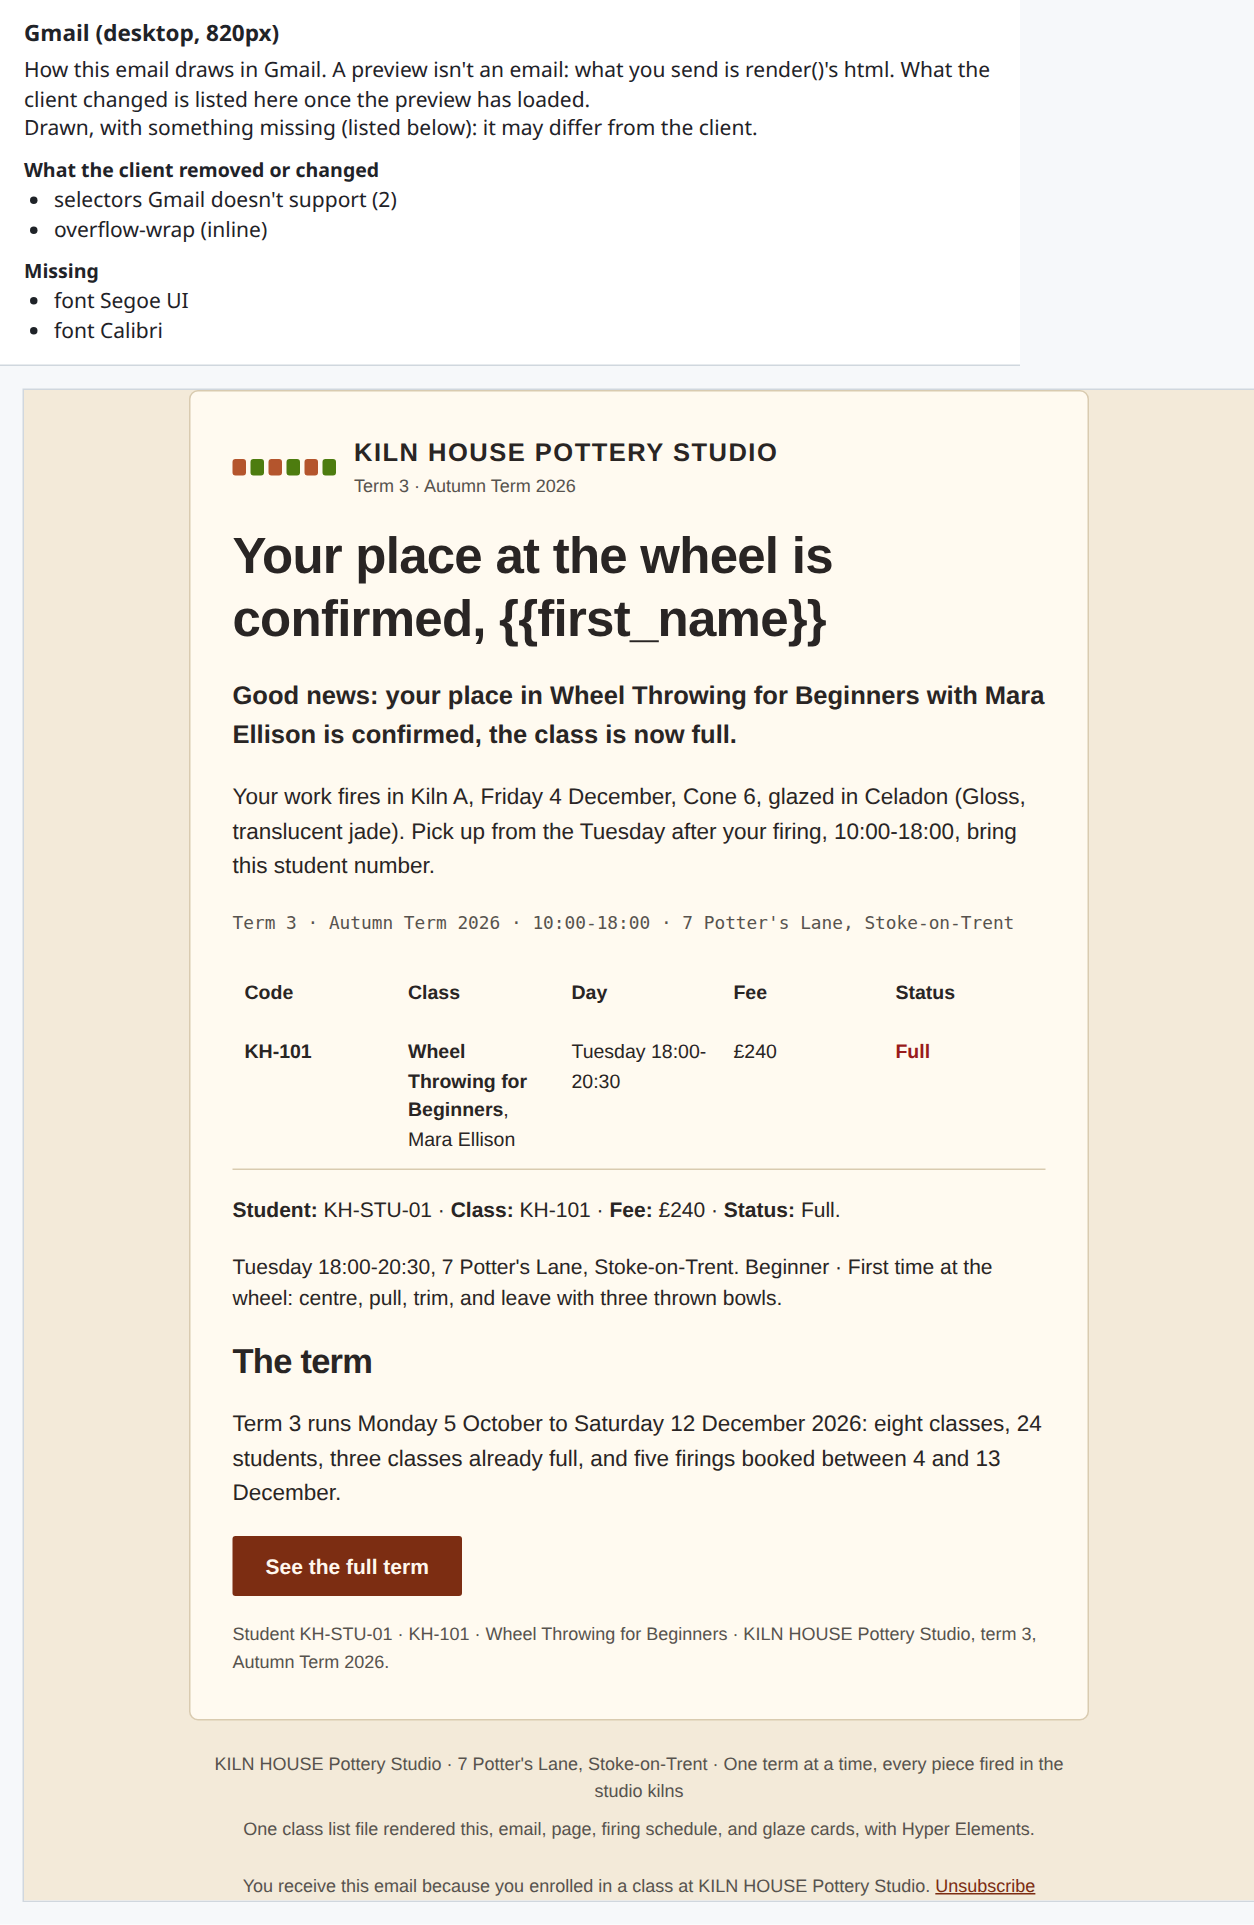 Gmail (desktop, 820px)
How this email draws in Gmail. A preview isn't an email: what you send is render()'s html. What the
client changed is listed here once the preview has loaded.
Drawn, with something missing (listed below): it may differ from the client.
What the client removed or changed
• selectors Gmail doesn't support (2)
• overflow-wrap (inline)
Missing
• font Segoe UI
• font Calibri
KILN HOUSE POTTERY STUDIO
Term 3 · Autumn Term 2026
Your place at the wheel is
confirmed, {{first_name}}
Good news: your place in Wheel Throwing for Beginners with Mara
Ellison is confirmed, the class is now full.
Your work fires in Kiln A, Friday 4 December, Cone 6, glazed in Celadon (Gloss,
translucent jade). Pick up from the Tuesday after your firing, 10:00-18:00, bring
this student number.
Term 3 · Autumn Term 2026 · 10:00-18:00 · 7 Potter's Lane, Stoke-on-Trent
Code Class Day Fee Status
KH-101 Wheel Tuesday 18:00- £240 Full
Throwing for 20:30
Beginners,
Mara Ellison
Student: KH-STU-01 · Class: KH-101 · Fee: £240 · Status: Full.
Tuesday 18:00-20:30, 7 Potter's Lane, Stoke-on-Trent. Beginner · First time at the
wheel: centre, pull, trim, and leave with three thrown bowls.
The term
Term 3 runs Monday 5 October to Saturday 12 December 2026: eight classes, 24
students, three classes already full, and five firings booked between 4 and 13
December.
See the full term
Student KH-STU-01 · KH-101 · Wheel Throwing for Beginners · KILN HOUSE Pottery Studio, term 3,
Autumn Term 2026.
KILN HOUSE Pottery Studio · 7 Potter's Lane, Stoke-on-Trent · One term at a time, every piece fired in the
studio kilns
One class list file rendered this, email, page, firing schedule, and glaze cards, with Hyper Elements.
You receive this email because you enrolled in a class at KILN HOUSE Pottery Studio. Unsubscribe